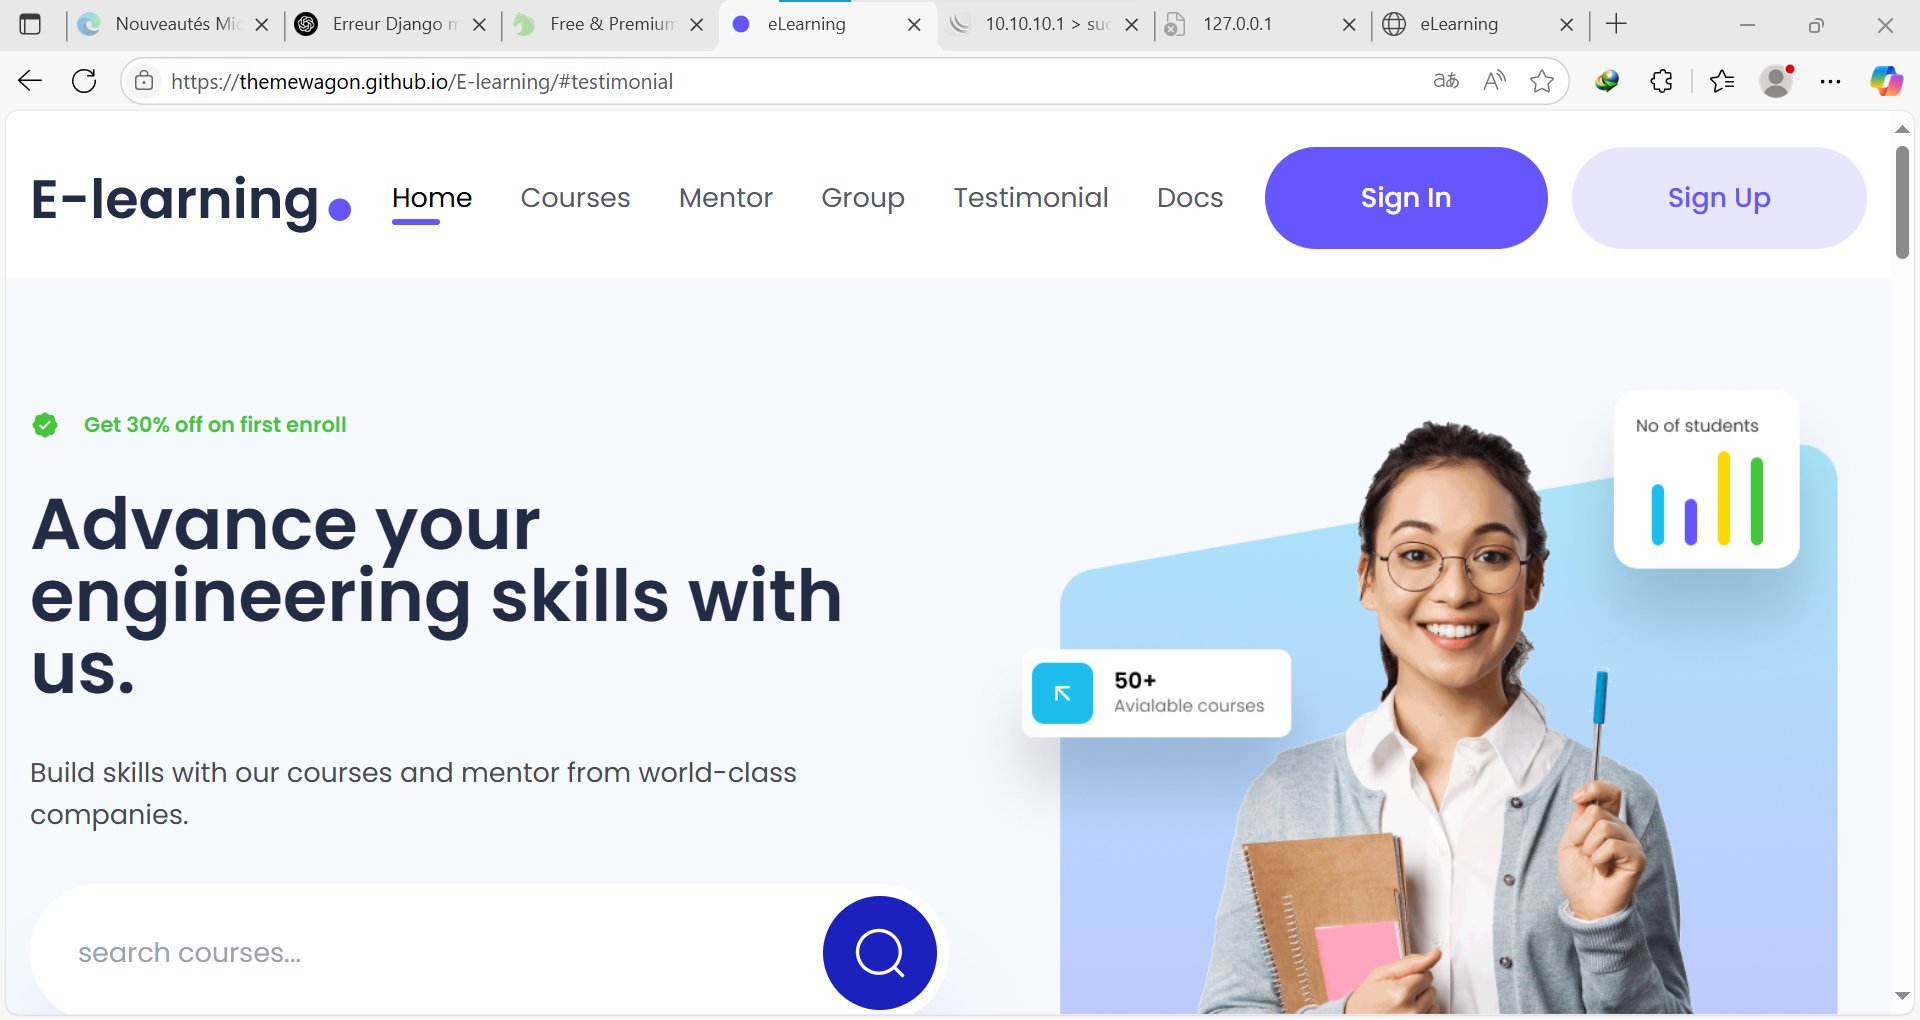 Nouveautés Mic
Erreur Django m
Free & Premium
eLearning
10.10.10.1 > suc
127.0.0.1
eLearning
https://themewagon.github.io/E-learning/#testimonial
E-learning
Home
Courses
Mentor
Group
Testimonial
Docs
Sign In
Sign Up
Get 30% off on first enroll
Advance your
engineering skills with
us.
Build skills with our courses and mentor from world-class
companies.
search courses...
No of students
50+
Avialable courses